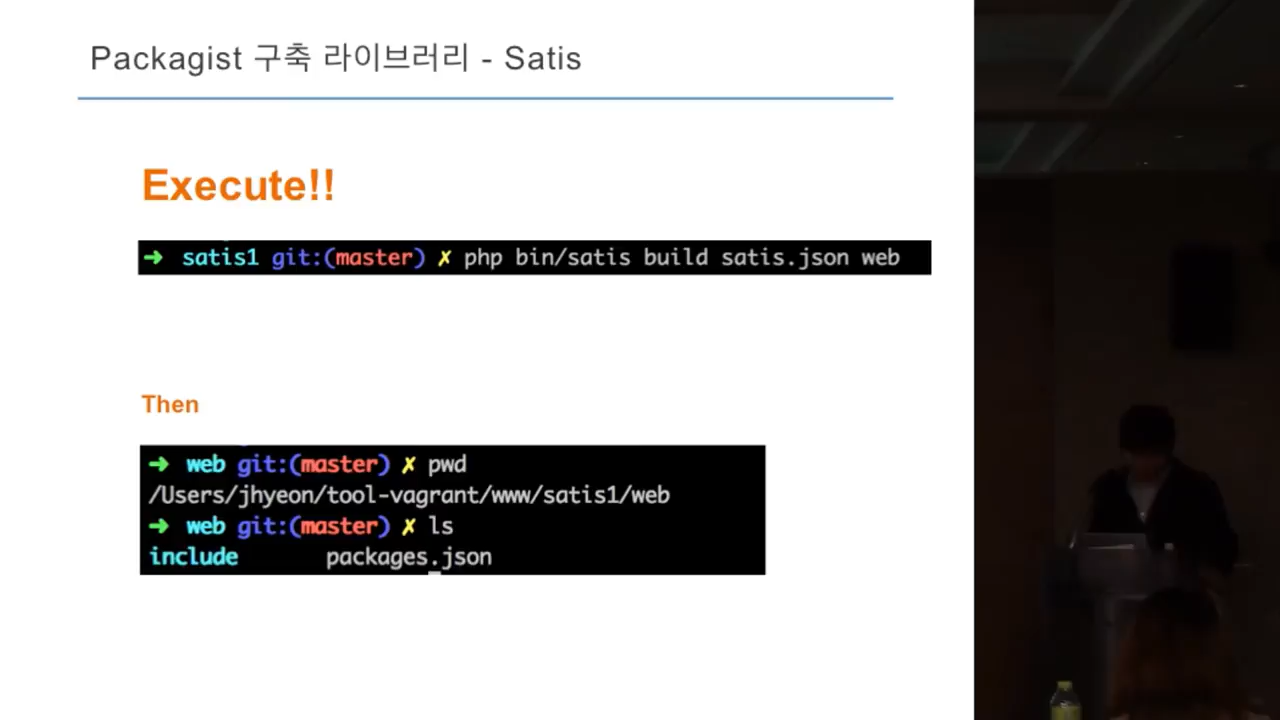 Packagist 구축 라이브러리 - Satis
Execute!!
➜ satis1 git:(master) ✗ php bin/satis build satis.json web
Then
➜ web git:(master) ✗ pwd
/Users/jhyeon/tool-vagrant/www/satis1/web
➜ web git:(master) ✗ ls
include packages.json